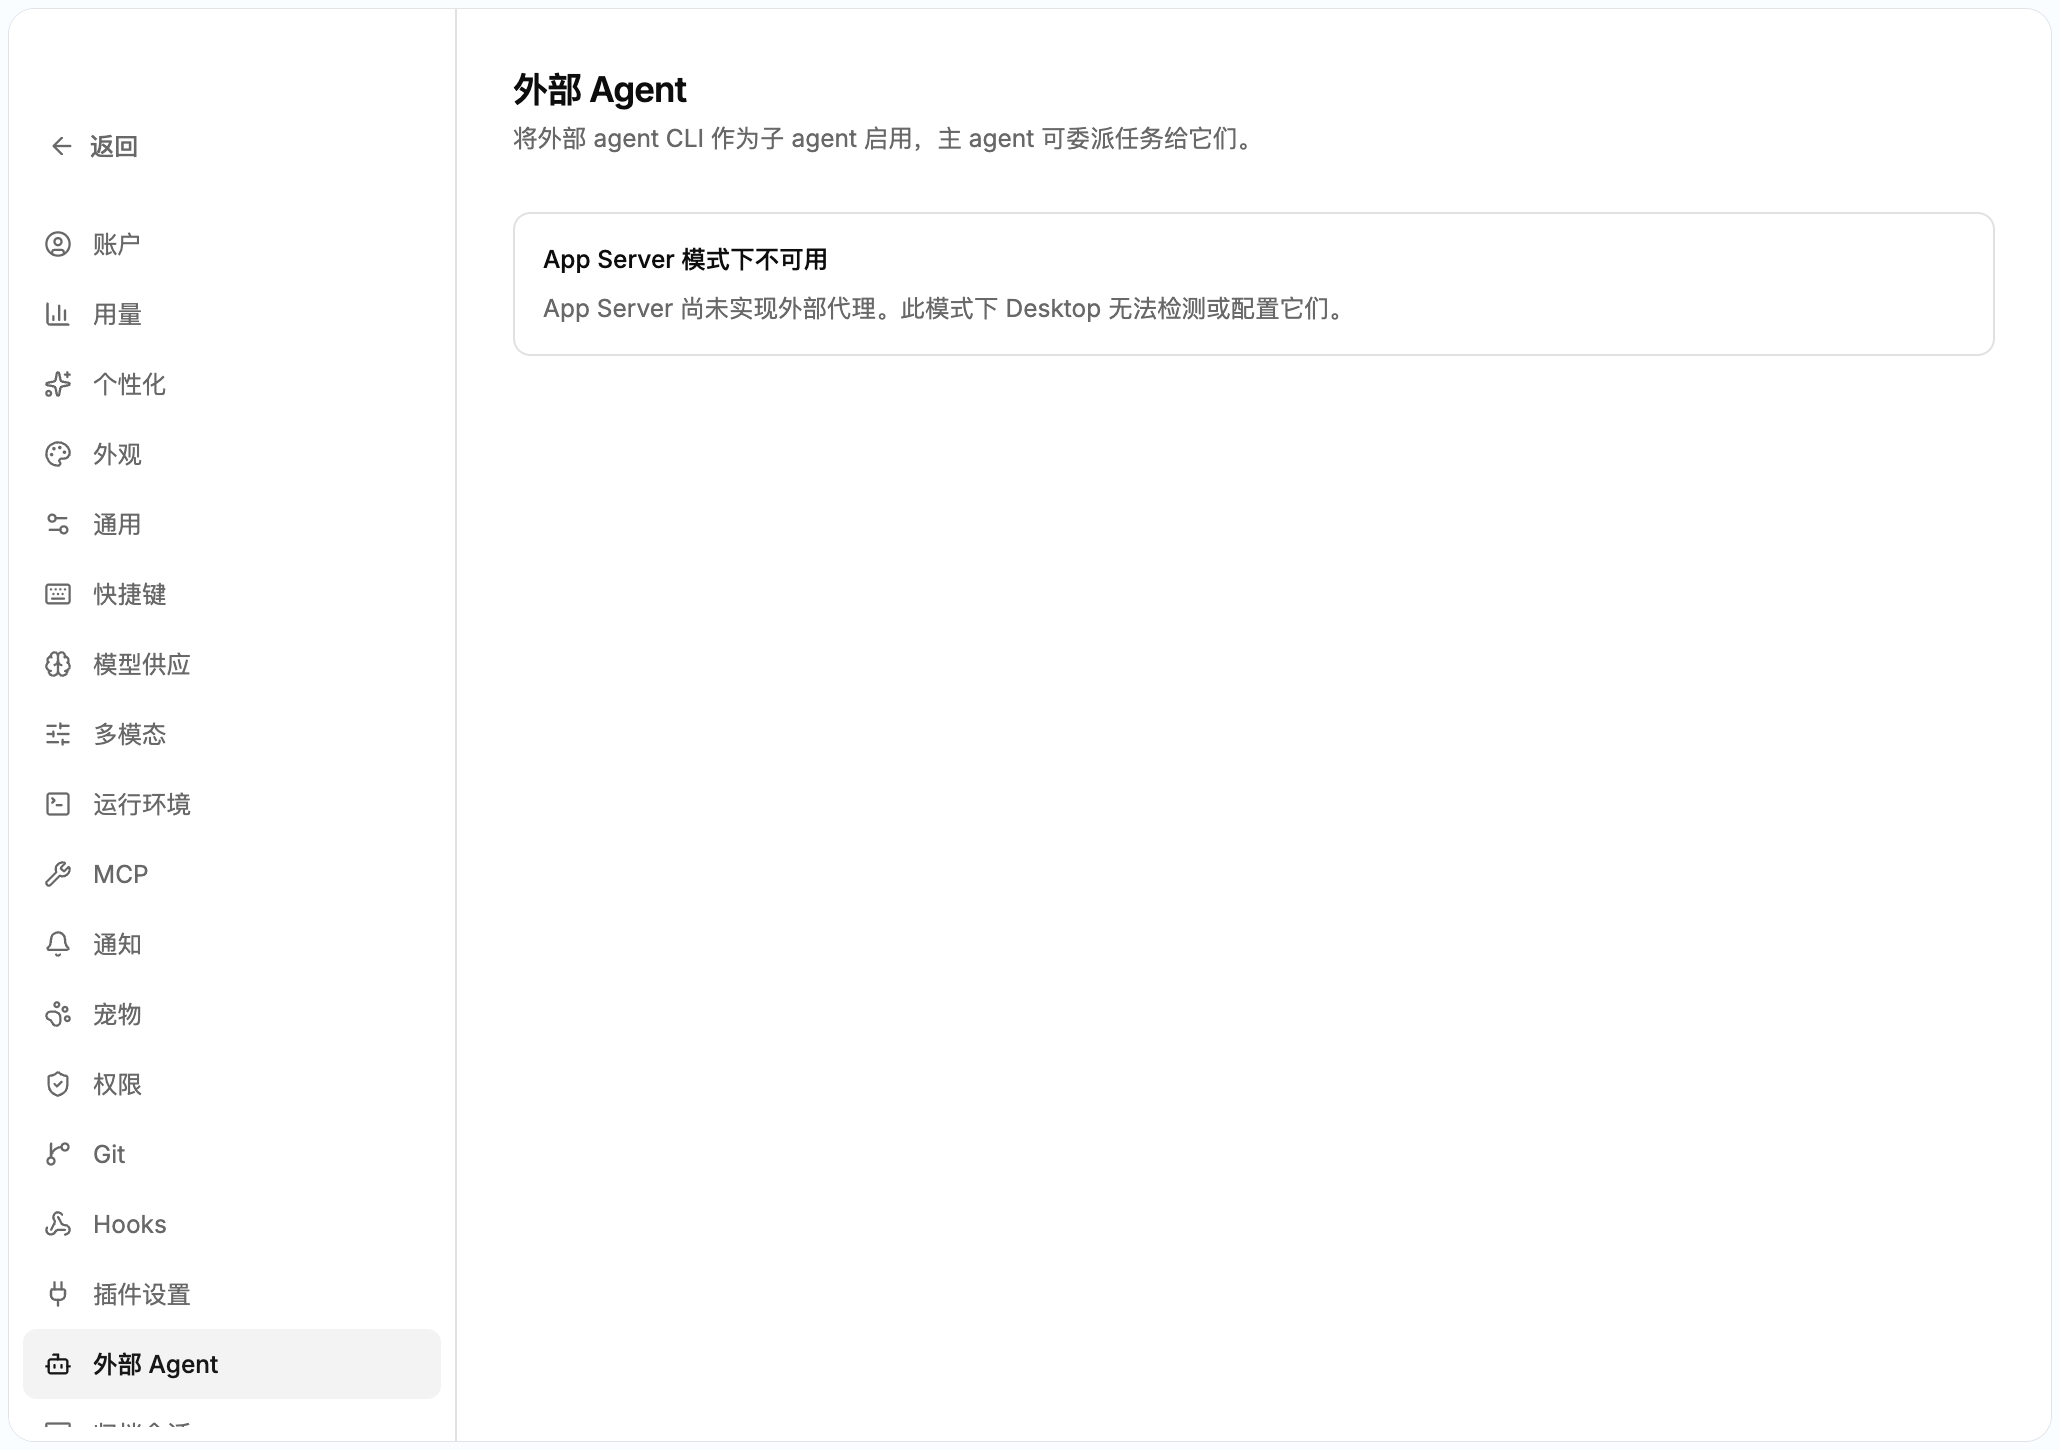 返回
账户
用量
个性化
外观
通用
快捷键
模型供应
多模态
运行环境
MCP
通知
宠物
权限
Git
Hooks
插件设置
外部 Agent
外部 Agent
将外部 agent CLI 作为子 agent 启用，主 agent 可委派任务给它们。
App Server 模式下不可用
App Server 尚未实现外部代理。此模式下 Desktop 无法检测或配置它们。